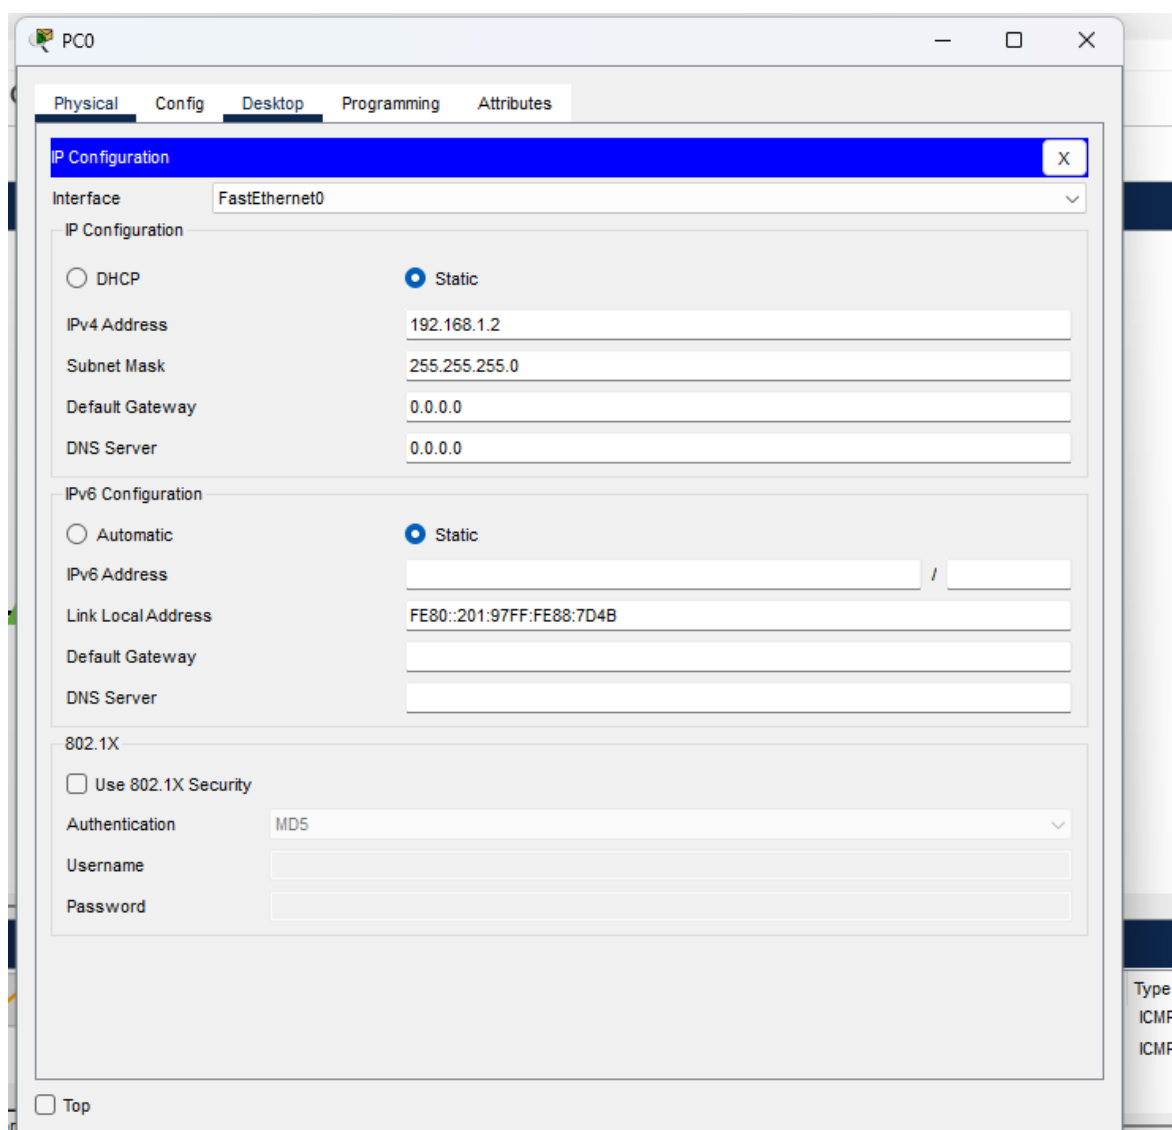 PC0
Physical Config Desktop Programming Attributes
IP Configuration X
Interface FastEthernet0
IP Configuration
DHCP Static
IPv4 Address 192.168.1.2
Subnet Mask 255.255.255.0
Default Gateway 0.0.0.0
DNS Server 0.0.0.0
IPv6 Configuration
Automatic Static
IPv6 Address /
Link Local Address FE80::201:97FF:FE88:7D4B
Default Gateway
DNS Server
802.1X
Use 802.1X Security
Authentication MD5
Username
Password
Type
Top